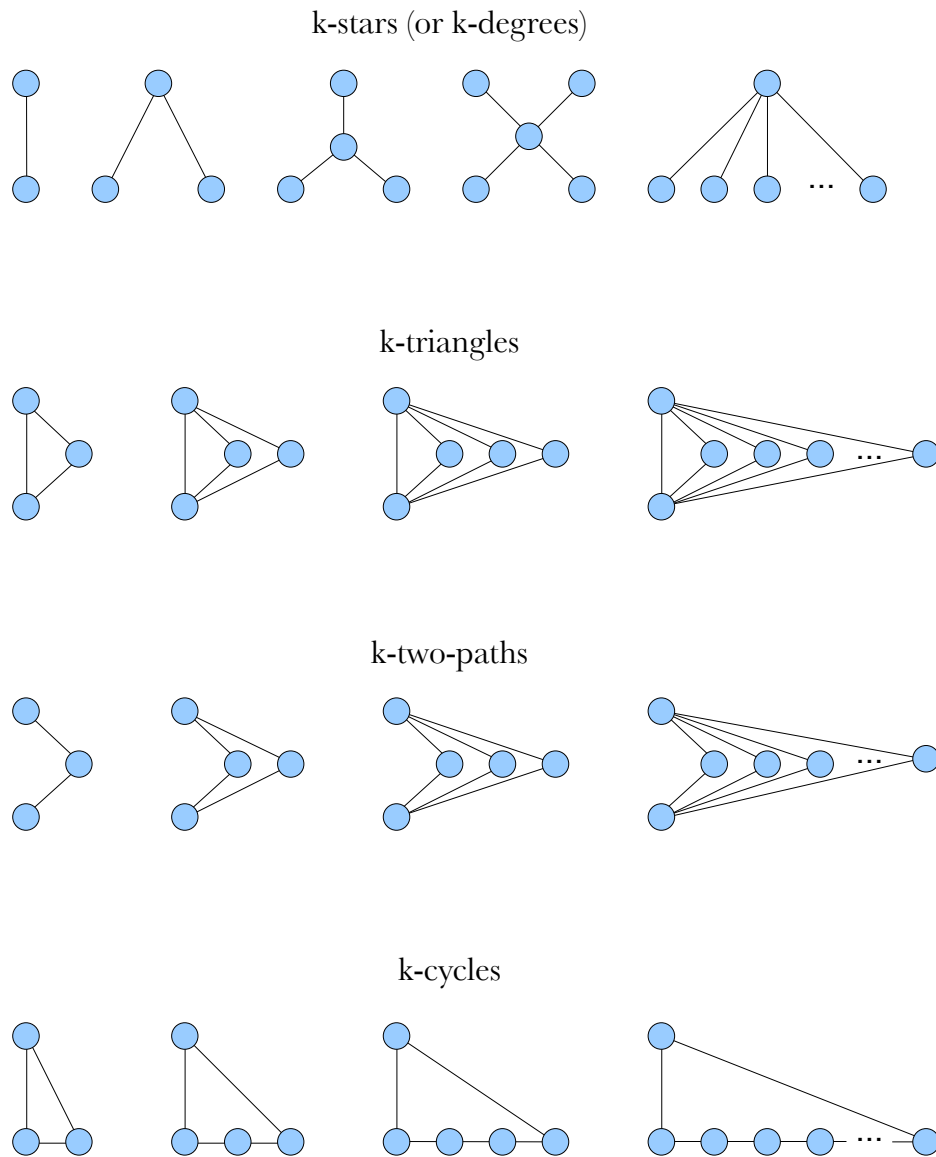 k-stars (or k-degrees)
...
k-triangles
...
k-two-paths
...
k-cycles
...